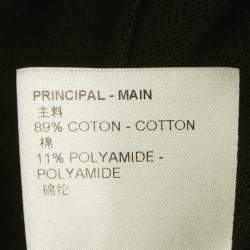 PRINCIPAL - MAIN
主料
89% COTON - COTTON
棉
11% POLYAMIDE -
POLYAMIDE
锦纶